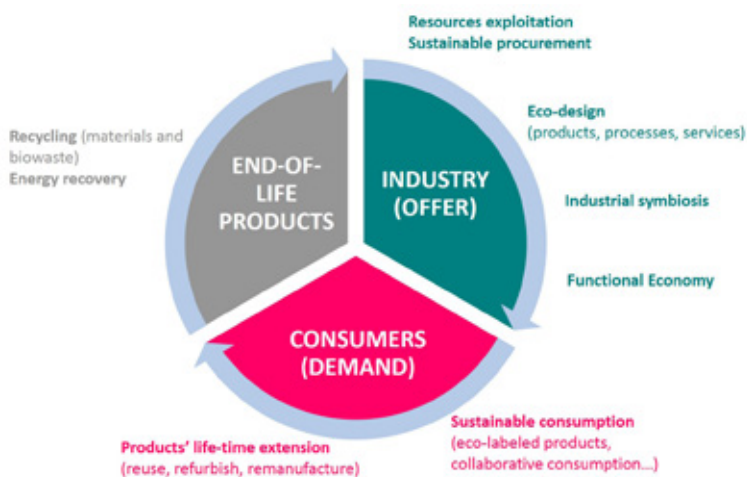 Resources exploitation
Sustainable procurement
Eco-design
(products, processes, services)
Industrial symbiosis
Functional Economy
INDUSTRY
(OFFER)
CONSUMERS
(DEMAND)
Sustainable consumption
(eco-labeled products,
collaborative consumption...)
Products' life-time extension
(reuse, refurbish, remanufacture)
END-OF-
LIFE
PRODUCTS
Recycling (materials and
biowaste)
Energy recovery